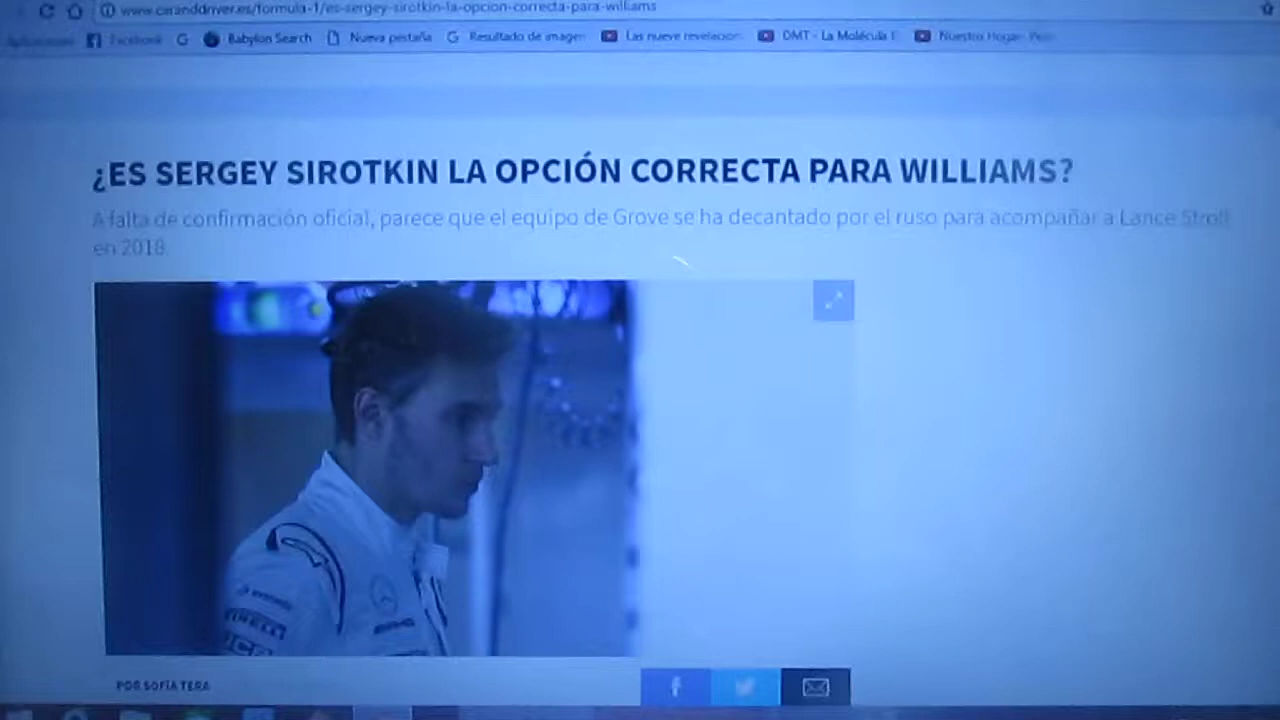 www.caranddriver.es/formula-1/es-sergey-sirotkin-la-opcion-correcta-para-williams
Aplicaciones Facebook G Babylon Search Nueva pestaña G Resultado de imagen Las nueve revelacion DMT - La Molécula Nuestro Hogar
¿ES SERGEY SIROTKIN LA OPCIÓN CORRECTA PARA WILLIAMS?
A falta de confirmación oficial, parece que el equipo de Grove se ha decantado por el ruso para acompañar a Lance Stroll
en 2018.
PIRELLI
POR SOFÍA TERA